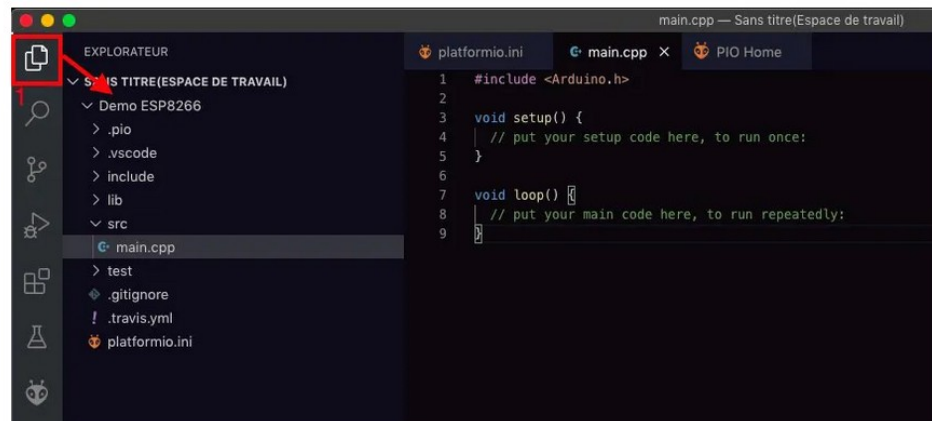 main.cpp — Sans titre(Espace de travail)
EXPLORATEUR
SANS TITRE(ESPACE DE TRAVAIL)
Demo ESP8266
.pio
.vscode
include
lib
src
main.cpp
test
.gitignore
! .travis.yml
platformio.ini
1
platformio.ini main.cpp × PIO Home
1 #include <Arduino.h>
2
3 void setup() {
4 // put your setup code here, to run once:
5 }
6
7 void loop() {
8 // put your main code here, to run repeatedly:
9 }